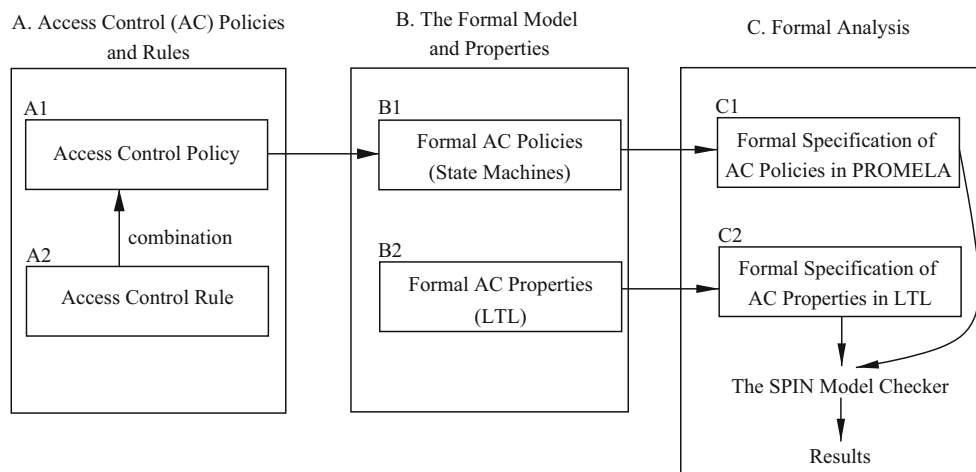 A. Access Control (AC) Policies
and Rules
A1
Access Control Policy
combination
A2
Access Control Rule
B. The Formal Model
and Properties
B1
Formal AC Policies
(State Machines)
B2
Formal AC Properties
(LTL)
C. Formal Analysis
C1
Formal Specification of
AC Policies in PROMELA
C2
Formal Specification of
AC Properties in LTL
The SPIN Model Checker
Results